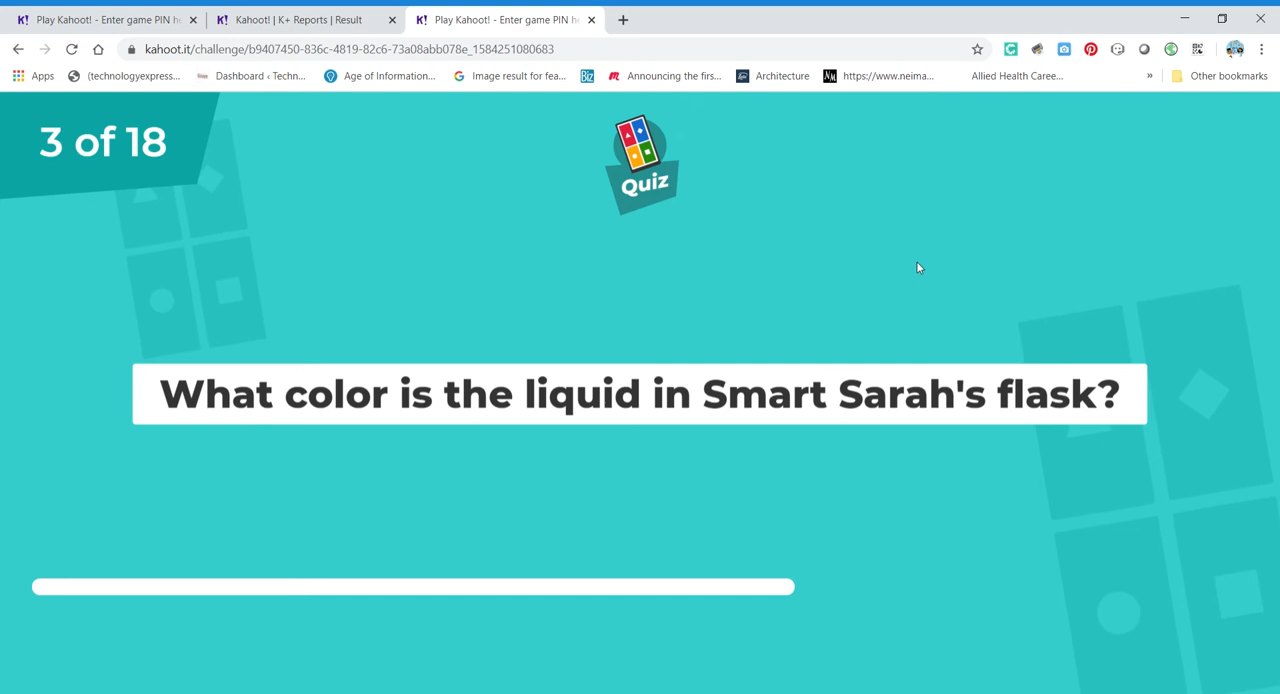 Play Kahoot! - Enter game PIN he
Kahoot! | K+ Reports | Result
Play Kahoot! - Enter game PIN he
kahoot.it/challenge/b9407450-836c-4819-82c6-73a08abb078e_1584251080683
Apps
(technologyexpress...
Dashboard ‹ Techn...
Age of Information...
Image result for fea...
Biz
Announcing the firs...
Architecture
https://www.neima...
Allied Health Caree...
»
Other bookmarks
3 of 18
Quiz
What color is the liquid in Smart Sarah's flask?